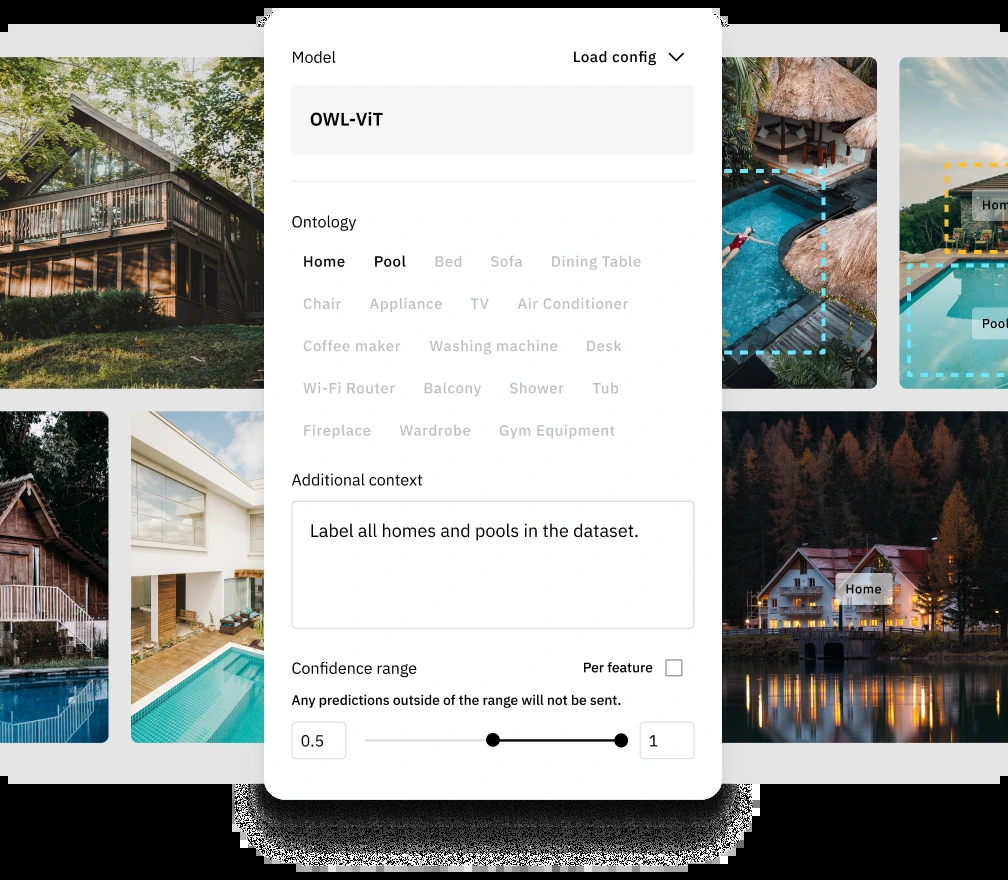 Model
Load config
OWL-ViT
Ontology
Home Pool Bed Sofa Dining Table
Chair Appliance TV Air Conditioner
Coffee maker Washing machine Desk
Wi-Fi Router Balcony Shower Tub
Fireplace Wardrobe Gym Equipment
Additional context
Label all homes and pools in the dataset.
Confidence range
Per feature
Any predictions outside of the range will not be sent.
0.5
1
Hom
Pool
Home